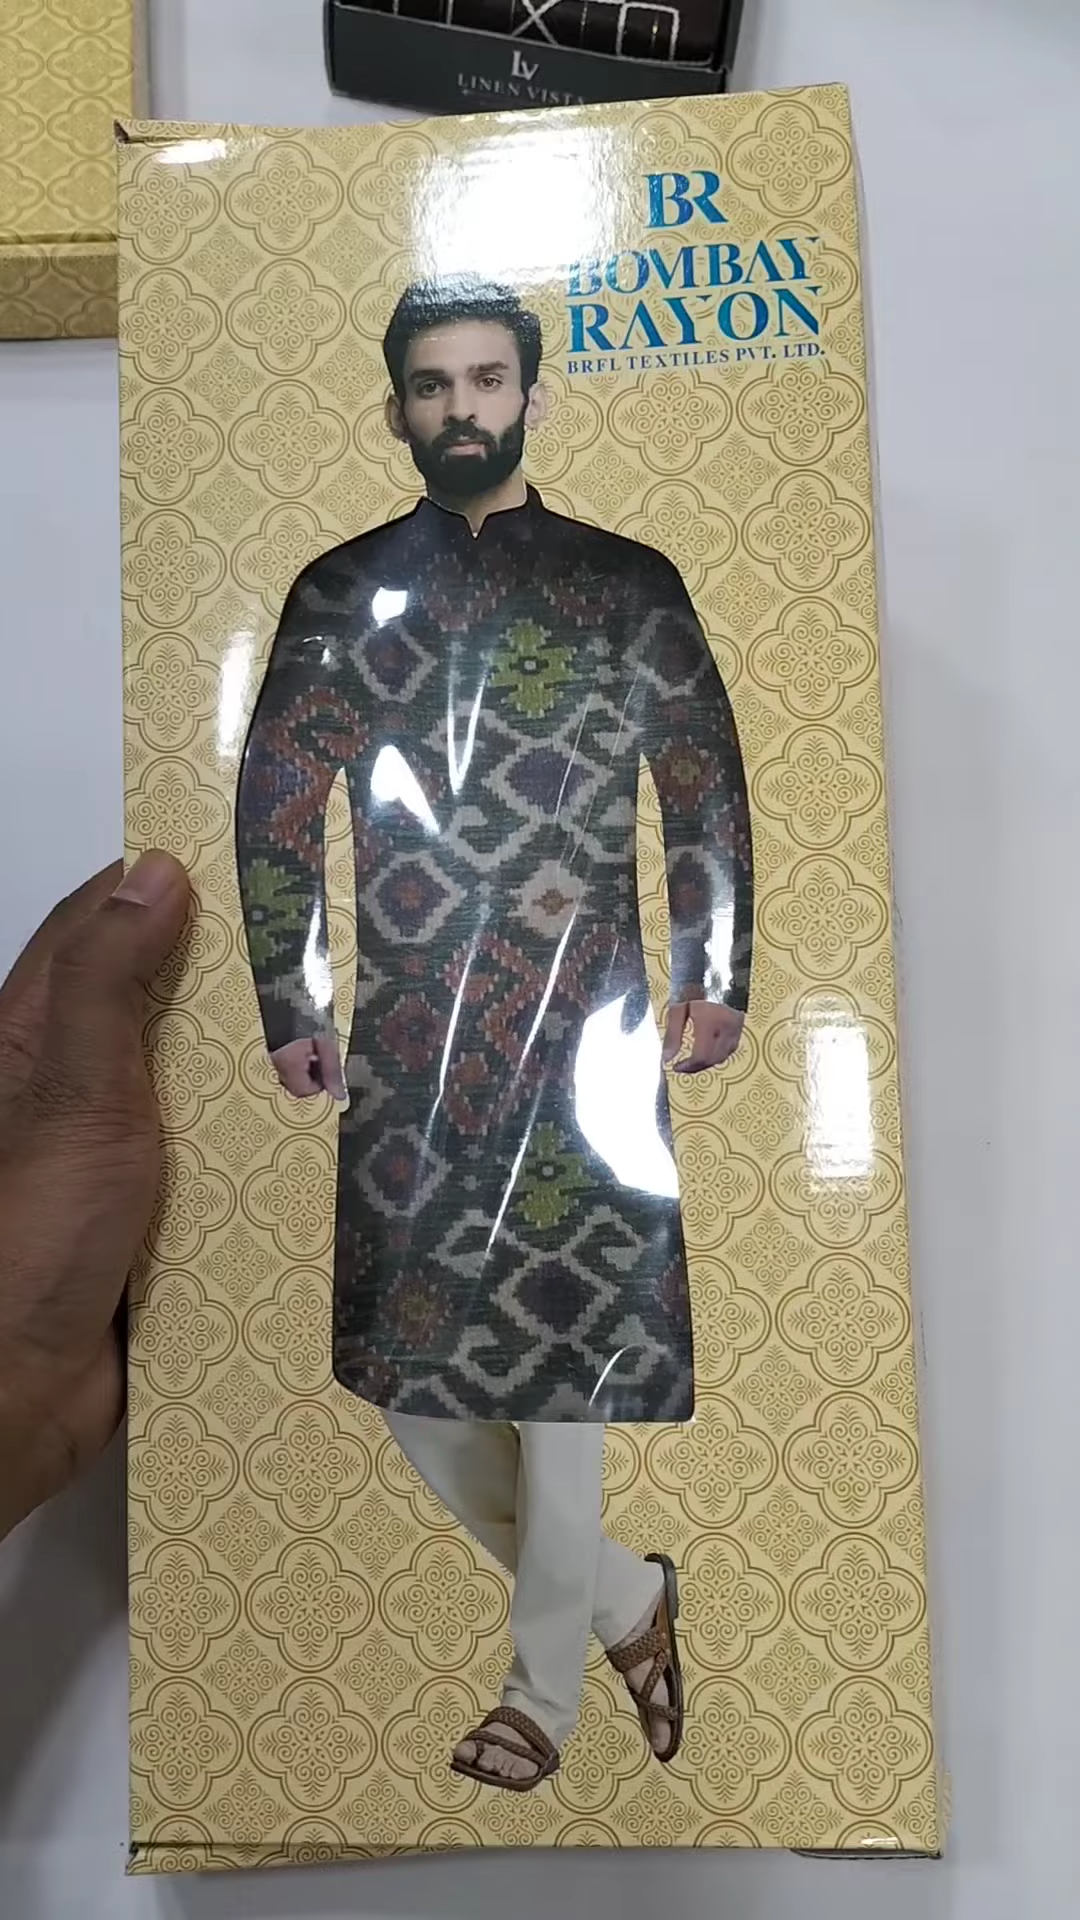 LV
LINEN VISTA
BR
BOMBAY
RAYON
BRFL TEXTILES PVT. LTD.